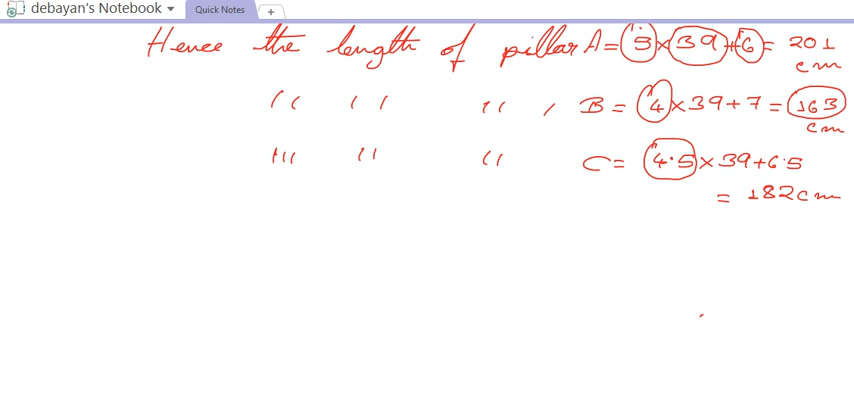 debayan's Notebook Quick Notes +
Hence the length of pillar A = 5 × 39 + 6 = 201
cm
" " " , B = 4 × 39 + 7 = 163
cm
" " " C = 4.5 × 39 + 6.5
= 182 cm